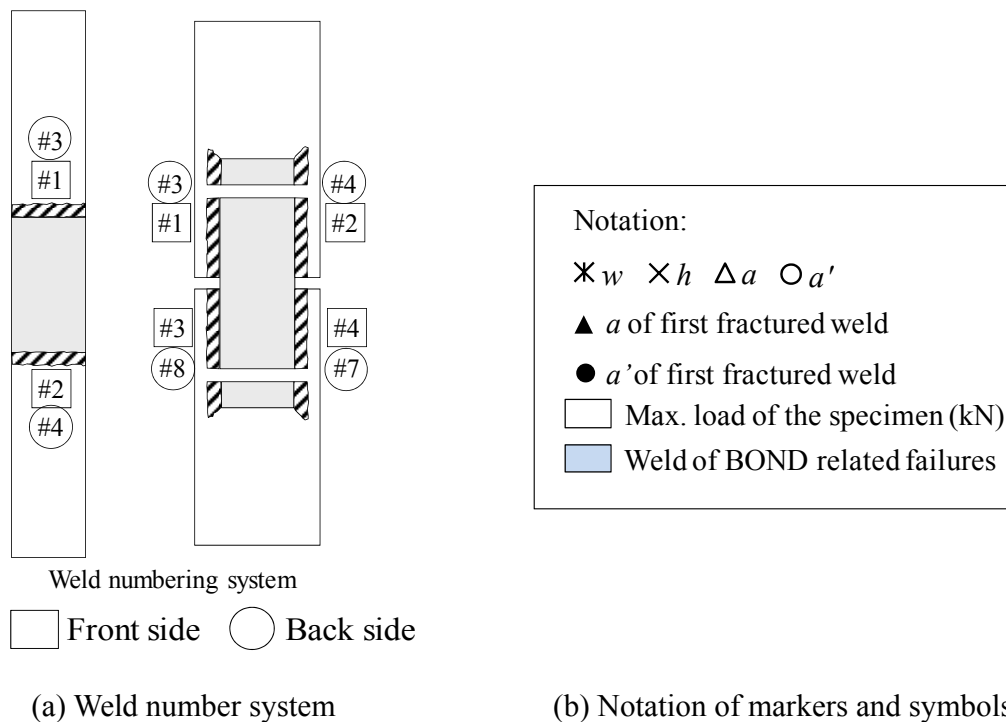 #3
#1
#2
#4
#3
#1
#4
#2
#3
#8
#4
#7
Weld numbering system
Front side
Back side
(a) Weld number system
Notation:
w h a a'
a of first fractured weld
a’of first fractured weld
Max. load of the specimen (kN)
Weld of BOND related failures
(b) Notation of markers and symbols